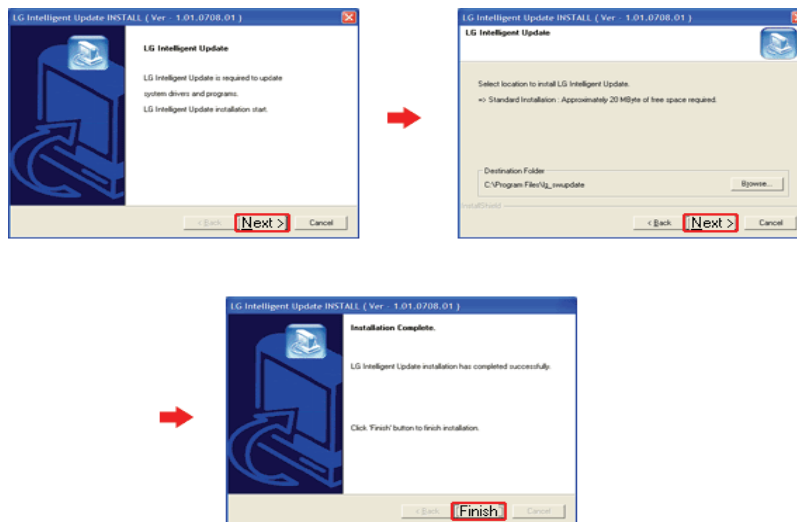 LG Intelligent Update INSTALL ( Ver - 1.01.0708.01 )
LG Intelligent Update
LG Intelligent Update is required to update
system drivers and programs.
LG Intelligent Update installation start.
< Back
Next >
Cancel
LG Intelligent Update INSTALL ( Ver - 1.01.0708.01 )
LG Intelligent Update
Select location to install LG Intelligent Update.
=> Standard Installation : Approximately 20 MByte of free space required.
Destination Folder
C:\Program Files\lg_swupdate
Browse...
InstallShield
< Back
Next >
Cancel
LG Intelligent Update INSTALL ( Ver - 1.01.0708.01 )
Installation Complete.
LG Intelligent Update installation has completed successfully.
Click 'Finish' button to finish installation.
< Back
Finish
Cancel